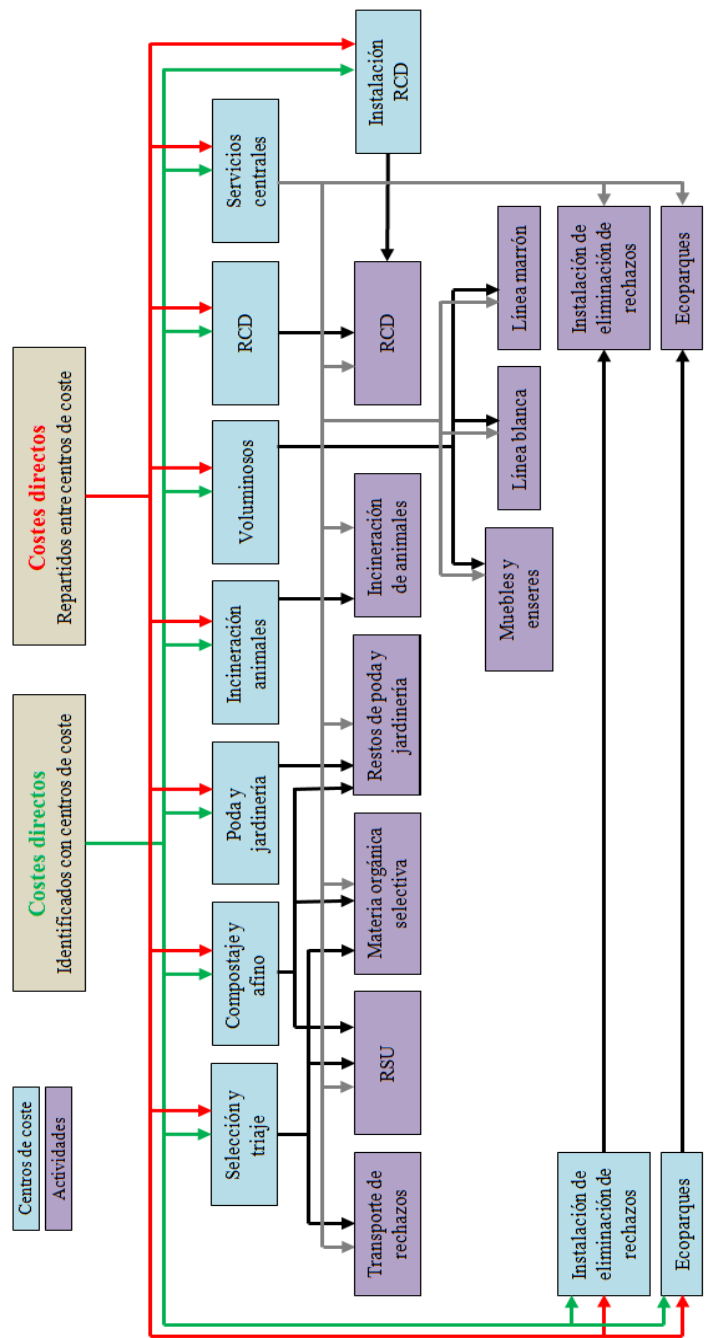 Centros de coste
Actividades
Costes directos
Identificados con centros de coste
Costes directos
Repartidos entre centros de coste
Selección y
triaje
Compostaje y
afino
Poda y
jardinería
Incineración
animales
Voluminosos
RCD
Servicios
centrales
Instalación
RCD
Transporte de
rechazos
RSU
Materia orgánica
selectiva
Restos de poda y
jardinería
Incineración
de animales
RCD
Muebles y
enseres
Línea blanca
Línea marrón
Instalación de
eliminación de
rechazos
Instalación de
eliminación de
rechazos
Ecoparques
Ecoparques